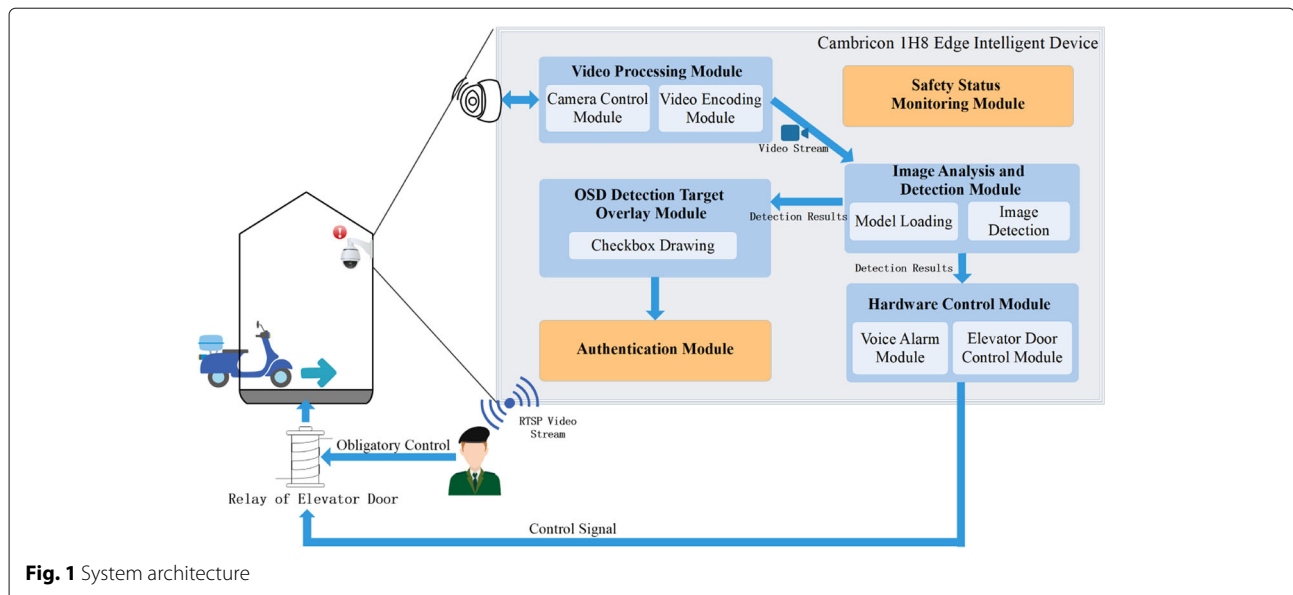 Cambricon 1H8 Edge Intelligent Device
Video Processing Module
Camera Control
Module
Video Encoding
Module
Safety Status
Monitoring Module
Video Stream
Image Analysis and
Detection Module
Model Loading
Image
Detection
OSD Detection Target
Overlay Module
Checkbox Drawing
Detection Results
Detection Results
Hardware Control Module
Voice Alarm
Module
Elevator Door
Control Module
Authentication Module
RTSP Video
Stream
Obligatory Control
Relay of Elevator Door
Control Signal
Fig. 1 System architecture